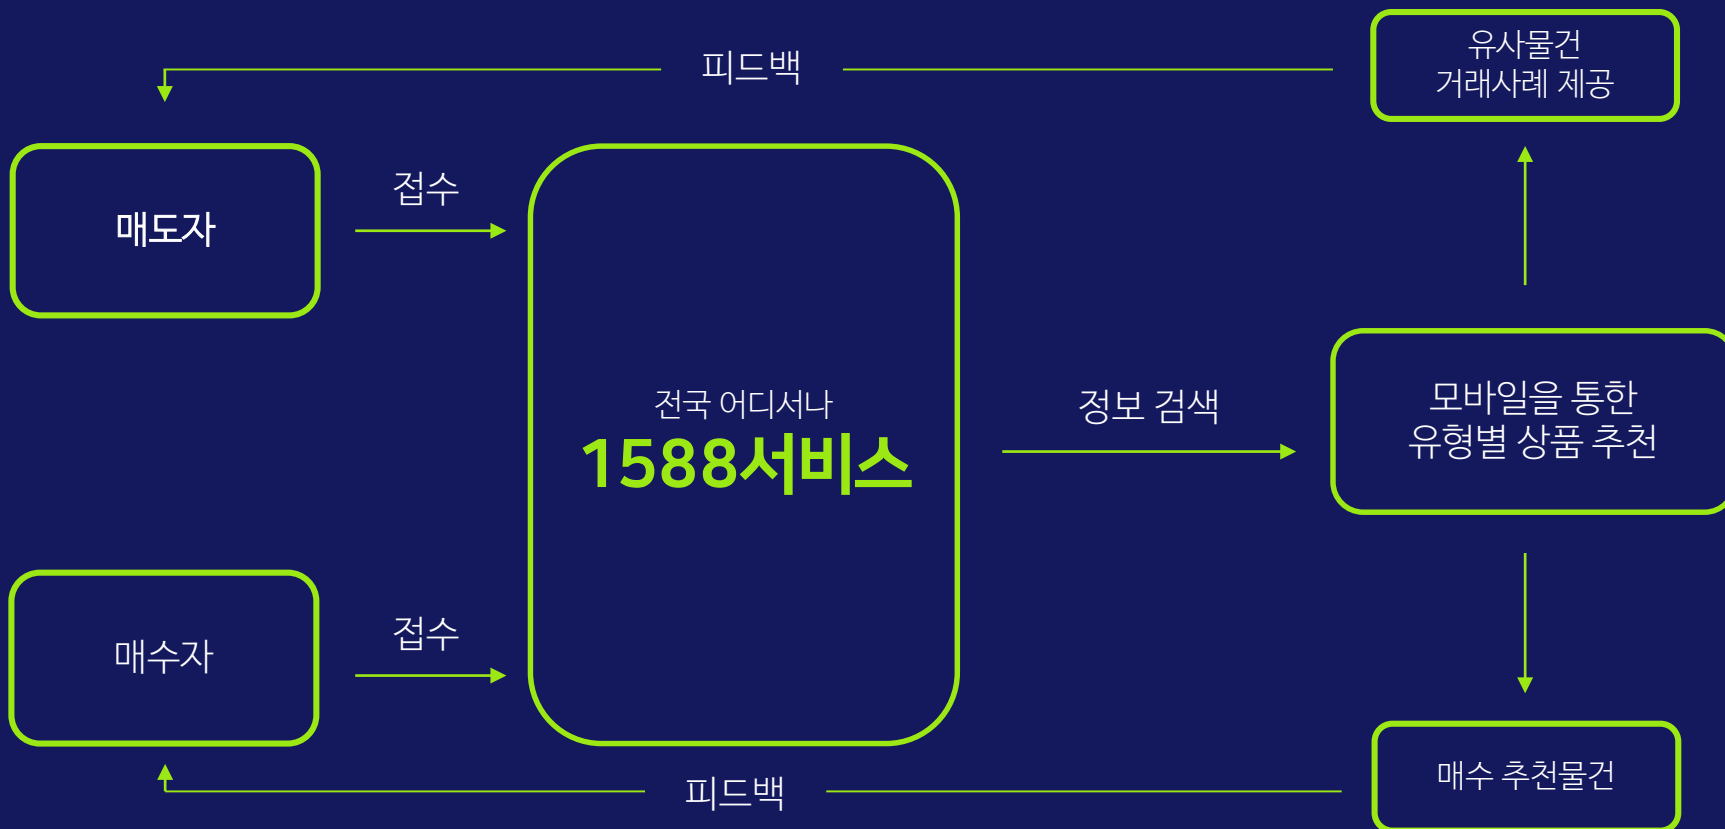 피드백
유사물건
거래사례 제공
매도자
접수
전국 어디서나
1588서비스
정보 검색
모바일을 통한
유형별 상품 추천
매수자
접수
피드백
매수 추천물건